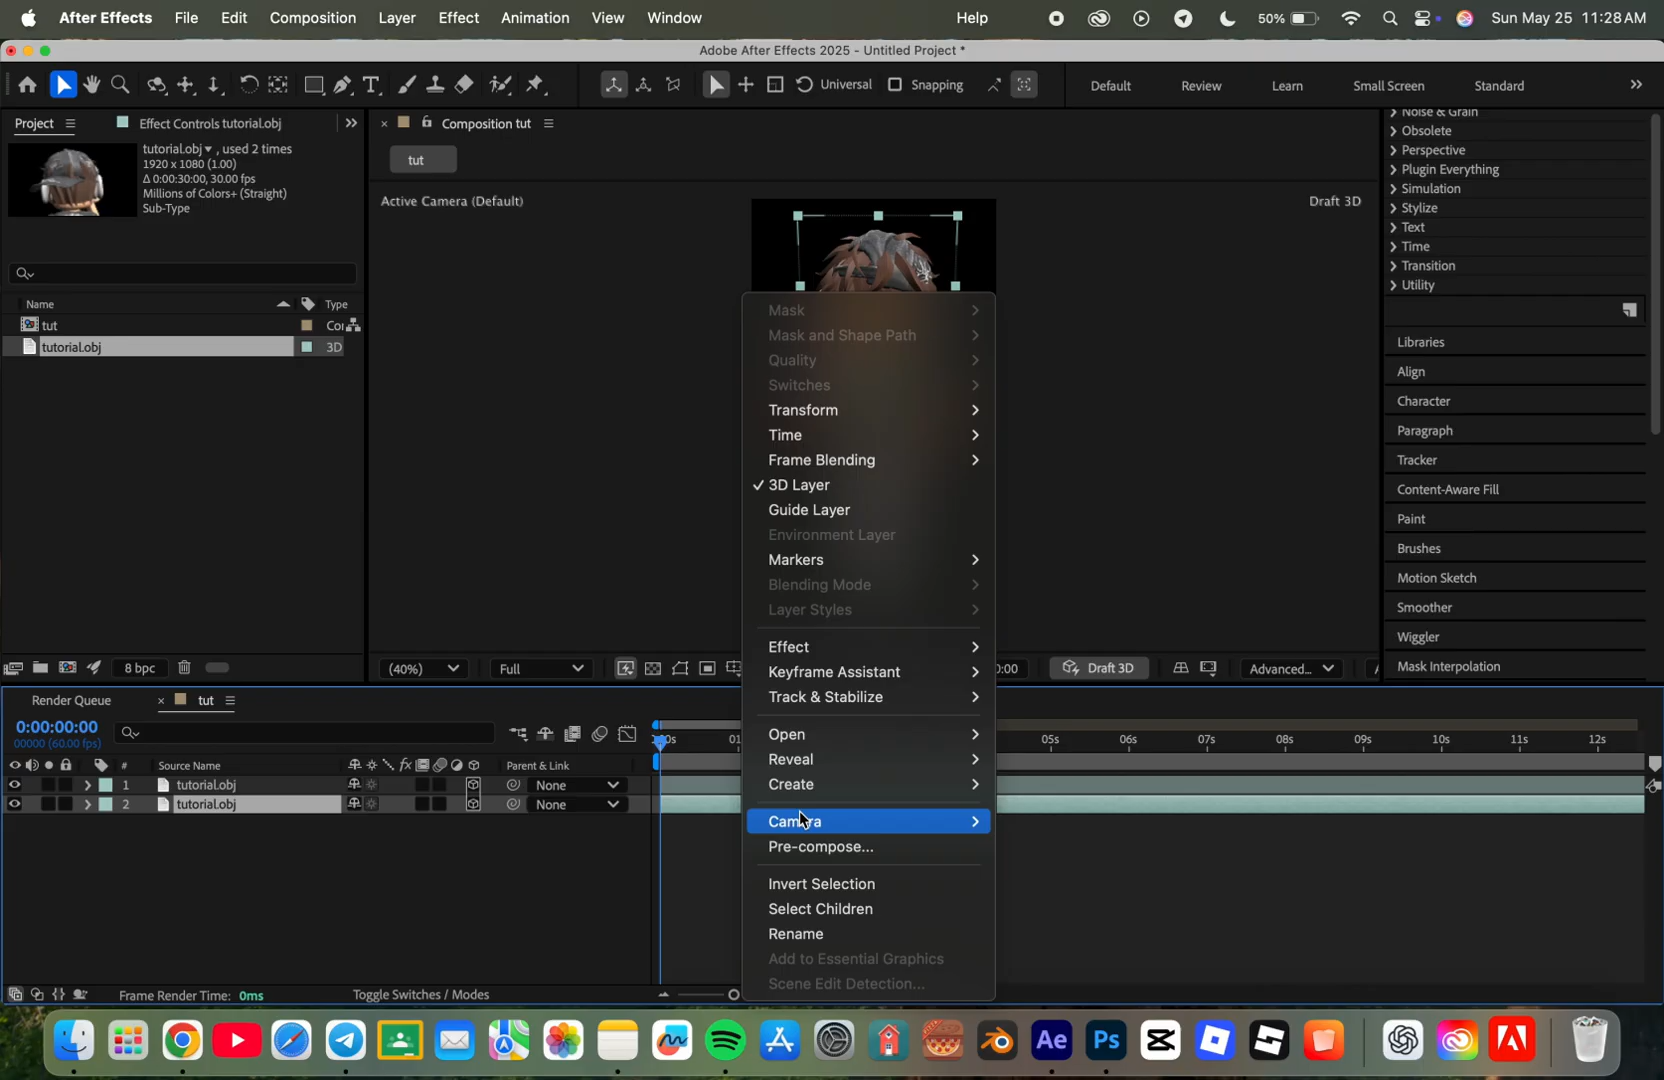 After Effects File Edit Composition Layer Effect Animation View Window Help 50% Sun May 25 11:28 AM
Adobe After Effects 2025 - Untitled Project *
Universal Snapping Default Review Learn Small Screen Standard
Project Effect Controls tutorial.obj
tutorial.obj , used 2 times
1920 x 1080 (1.00)
Δ 0:00:30:00, 30.00 fps
Millions of Colors+ (Straight)
Sub-Type
Name Type
tut
tutorial.obj 3D
8 bpc
Composition tut
tut
Active Camera (Default) Draft 3D
(40%) Full 0:00 Draft 3D Advanced...
Mask
Mask and Shape Path
Quality
Switches
Transform
Time
Frame Blending
✓ 3D Layer
Guide Layer
Environment Layer
Markers
Blending Mode
Layer Styles
Effect
Keyframe Assistant
Track & Stabilize
Open
Reveal
Create
Camera
Pre-compose...
Invert Selection
Select Children
Rename
Add to Essential Graphics
Scene Edit Detection...
Noise & Grain
Obsolete
Perspective
Plugin Everything
Simulation
Stylize
Text
Time
Transition
Utility
Libraries
Align
Character
Paragraph
Tracker
Content-Aware Fill
Paint
Brushes
Motion Sketch
Smoother
Wiggler
Mask Interpolation
Render Queue tut
0:00:00:00
00000 (60.00 fps)
05s 06s 07s 08s 09s 10s 11s 12s
# Source Name Parent & Link
1 tutorial.obj None
2 tutorial.obj None
Frame Render Time: 0ms Toggle Switches / Modes
Ae Ps